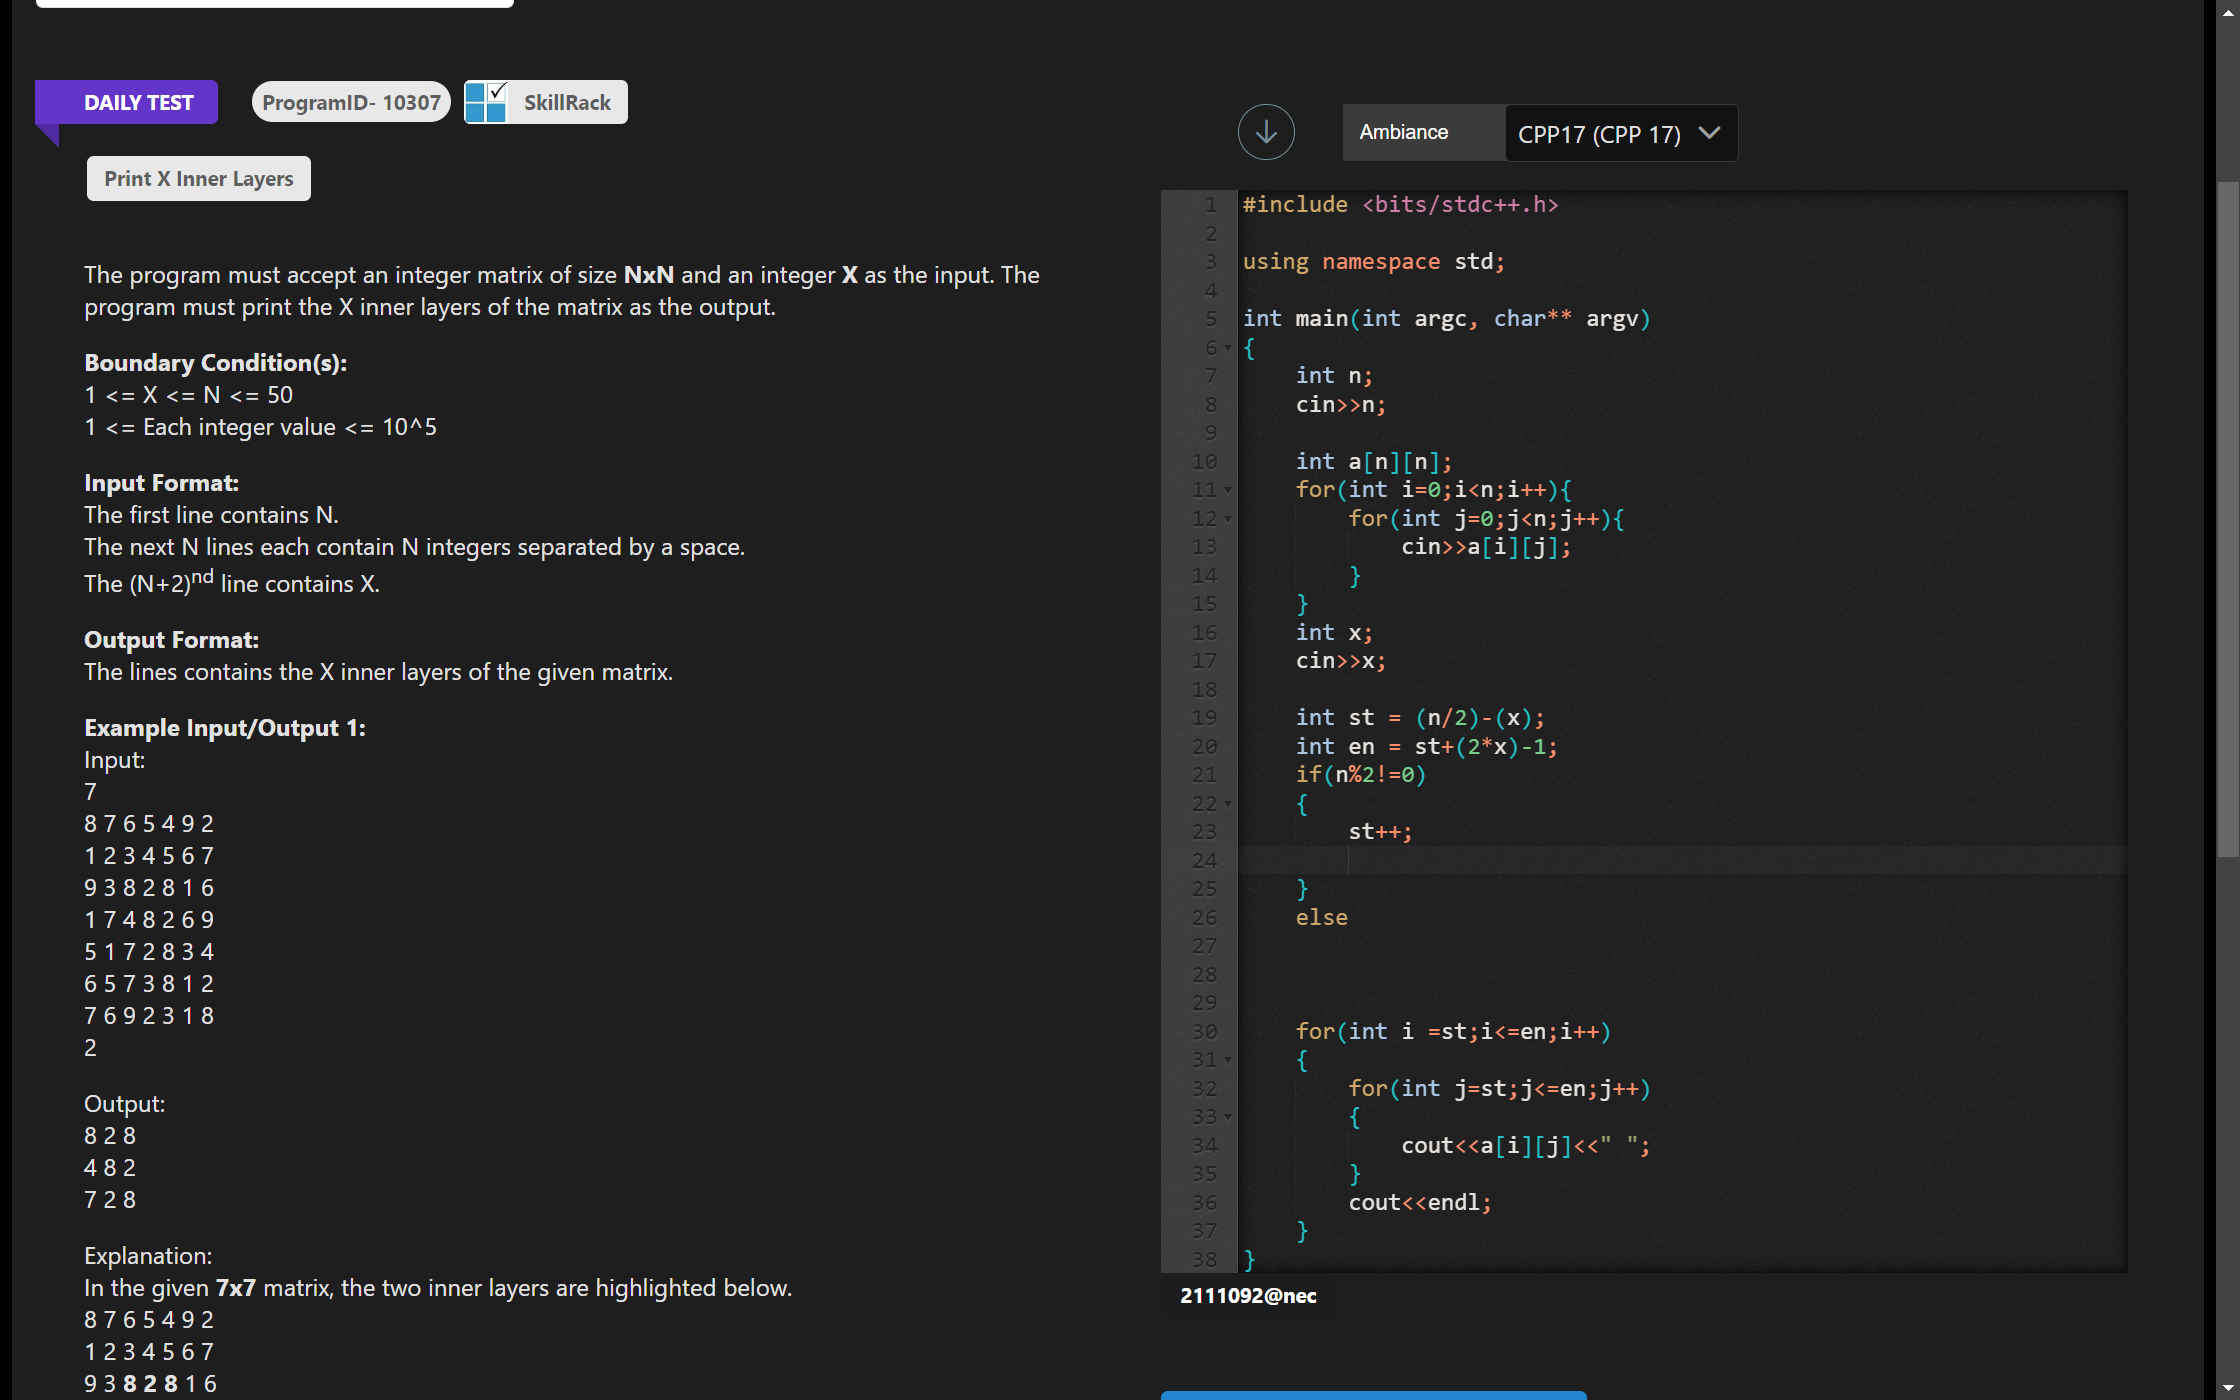 DAILY TEST
ProgramID- 10307
SkillRack
Print X Inner Layers
The program must accept an integer matrix of size NxN and an integer X as the input. The
program must print the X inner layers of the matrix as the output.
Boundary Condition(s):
1 <= X <= N <= 50
1 <= Each integer value <= 10^5
Input Format:
The first line contains N.
The next N lines each contain N integers separated by a space.
The (N+2)nd line contains X.
Output Format:
The lines contains the X inner layers of the given matrix.
Example Input/Output 1:
Input:
7
8 7 6 5 4 9 2
1 2 3 4 5 6 7
9 3 8 2 8 1 6
1 7 4 8 2 6 9
5 1 7 2 8 3 4
6 5 7 3 8 1 2
7 6 9 2 3 1 8
2
Output:
8 2 8
4 8 2
7 2 8
Explanation:
In the given 7x7 matrix, the two inner layers are highlighted below.
8 7 6 5 4 9 2
1 2 3 4 5 6 7
9 3 8 2 8 1 6
Ambiance
CPP17 (CPP 17)
1 #include <bits/stdc++.h>
2
3 using namespace std;
4
5 int main(int argc, char** argv)
6 {
7     int n;
8     cin>>n;
9
10     int a[n][n];
11     for(int i=0;i<n;i++){
12         for(int j=0;j<n;j++){
13             cin>>a[i][j];
14         }
15     }
16     int x;
17     cin>>x;
18
19     int st = (n/2)-(x);
20     int en = st+(2*x)-1;
21     if(n%2!=0)
22     {
23         st++;
24
25     }
26     else
27
28
29
30     for(int i =st;i<=en;i++)
31     {
32         for(int j=st;j<=en;j++)
33         {
34             cout<<a[i][j]<<" ";
35         }
36         cout<<endl;
37     }
38 }
2111092@nec